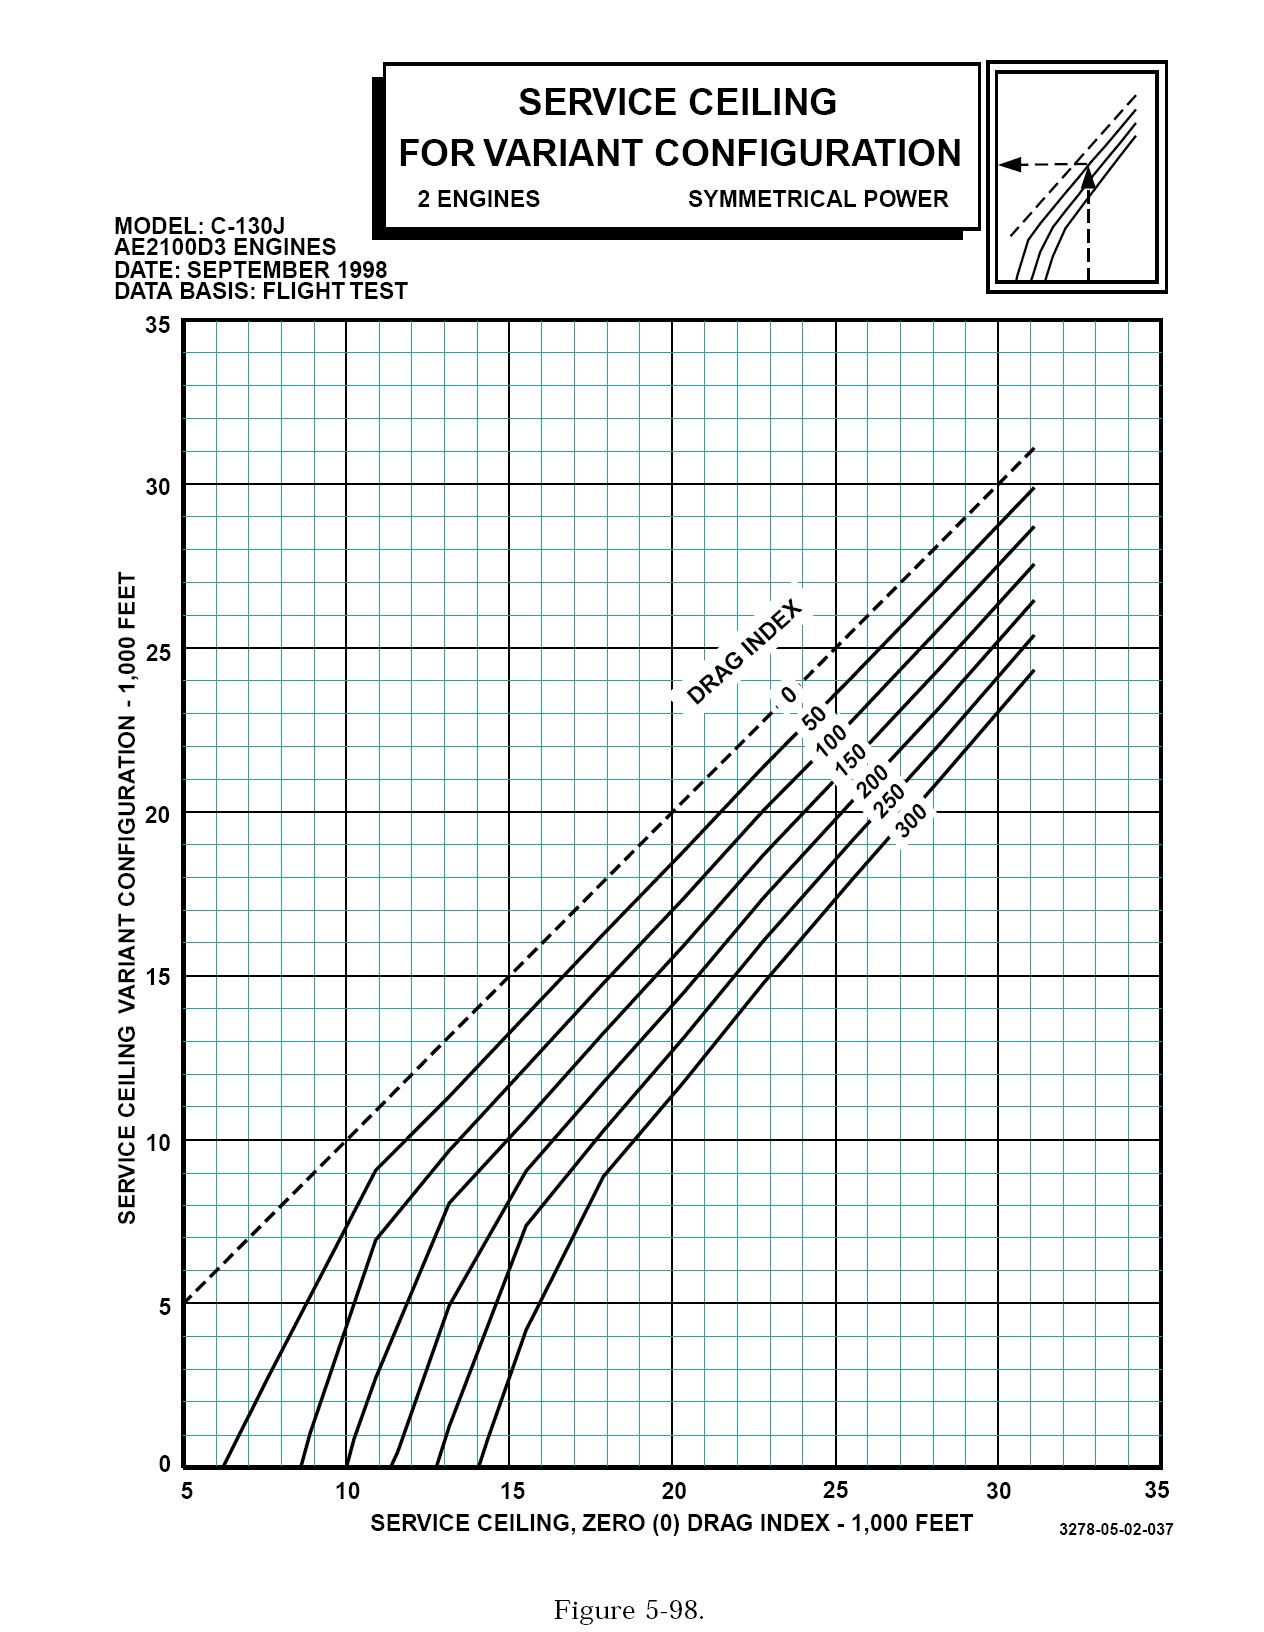 SERVICE CEILING
FOR VARIANT CONFIGURATION
2 ENGINES SYMMETRICAL POWER
MODEL: C-130J
AE2100D3 ENGINES
DATE: SEPTEMBER 1998
DATA BASIS: FLIGHT TEST
35
30
25
20
15
10
5
0
SERVICE CEILING VARIANT CONFIGURATION - 1,000 FEET
DRAG INDEX
0
50
100
150
200
250
300
5 10 15 20 25 30 35
SERVICE CEILING, ZERO (0) DRAG INDEX - 1,000 FEET
3278-05-02-037
Figure 5-98.